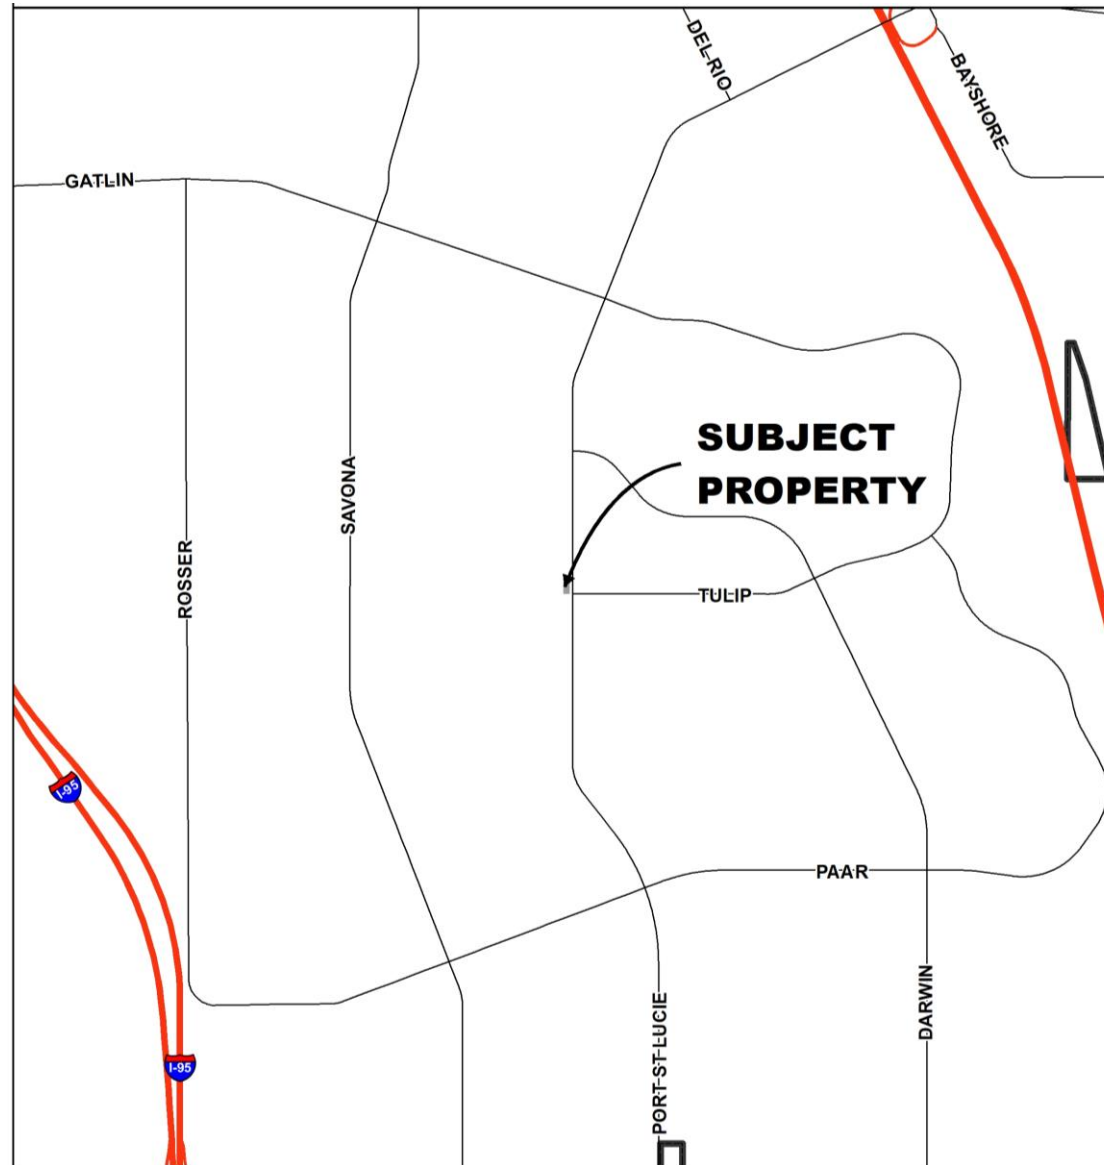 DEL RIO
BAYSHORE
GATLIN
SUBJECT
PROPERTY
SAVONA
ROSSER
TULIP
I-95
PAAR
DARWIN
PORT ST LUCIE
I-95